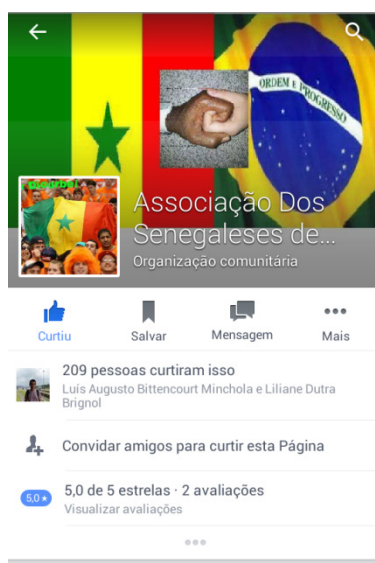 ORDEM E PROGRESSO
Associação Dos
Senegaleses de...
Organização comunitária
Curtiu
Salvar
Mensagem
Mais
209 pessoas curtiram isso
Luís Augusto Bittencourt Minchola e Liliane Dutra
Brignol
Convidar amigos para curtir esta Página
5,0 ★
5,0 de 5 estrelas · 2 avaliações
Visualizar avaliações